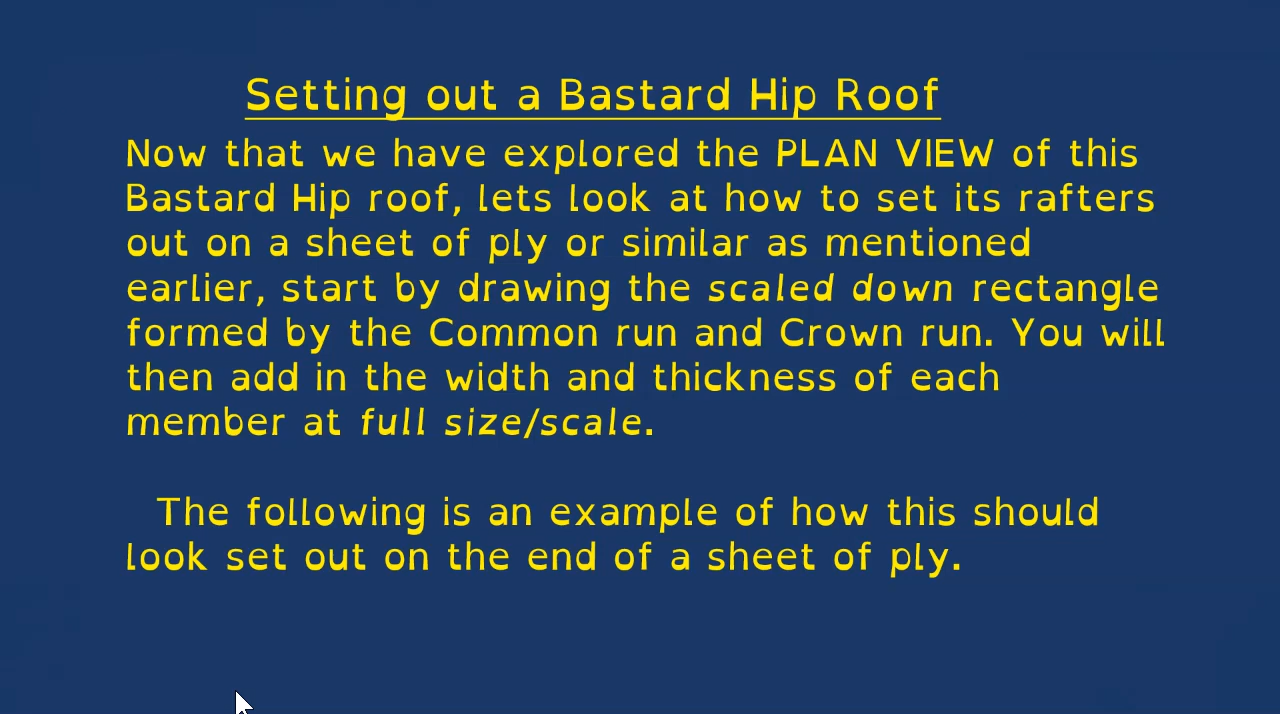 Setting out a Bastard Hip Roof
Now that we have explored the PLAN VIEW of this
Bastard Hip roof, lets look at how to set its rafters
out on a sheet of ply or similar as mentioned
earlier, start by drawing the scaled down rectangle
formed by the Common run and Crown run. You will
then add in the width and thickness of each
member at full size/scale.
The following is an example of how this should
look set out on the end of a sheet of ply.